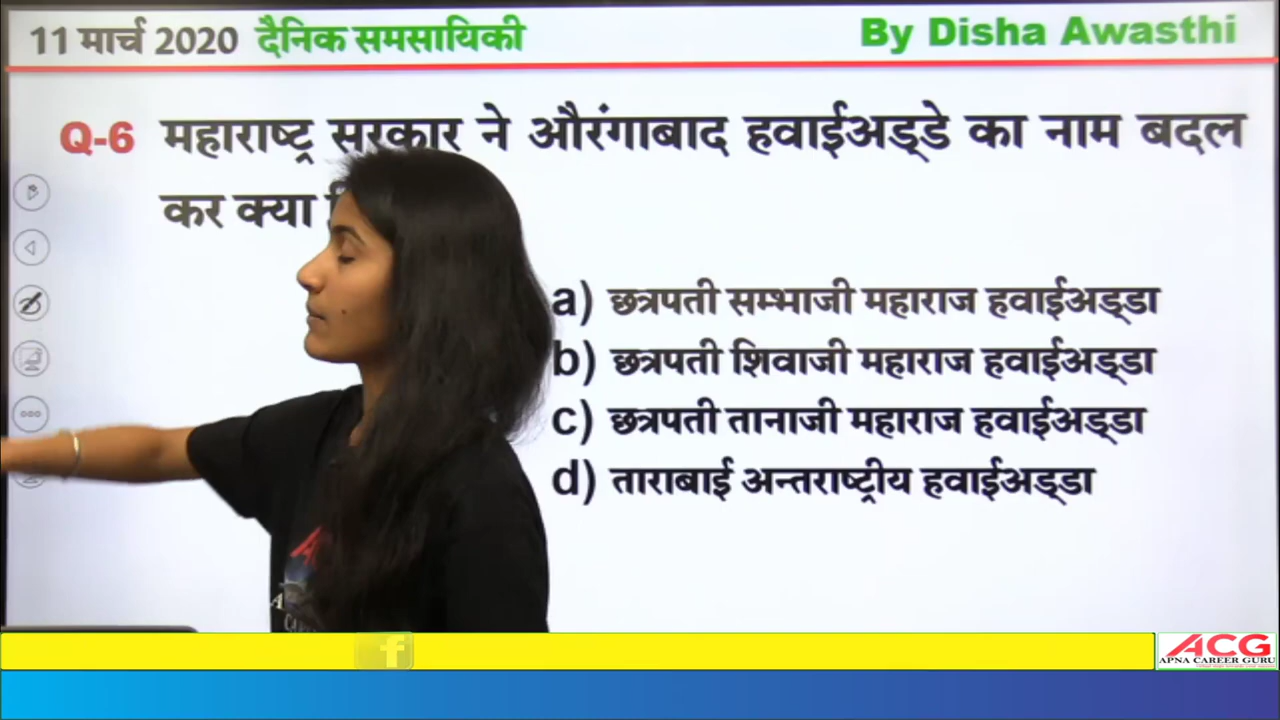 11 मार्च 2020 दैनिक समसायिकी
By Disha Awasthi
Q-6 महाराष्ट्र सरकार ने औरंगाबाद हवाईअड्डे का नाम बदल
कर क्या
a) छत्रपती सम्भाजी महाराज हवाईअड्डा
b) छत्रपती शिवाजी महाराज हवाईअड्डा
c) छत्रपती तानाजी महाराज हवाईअड्डा
d) ताराबाई अन्तराष्ट्रीय हवाईअड्डा
f
ACG
APNA CAREER GURU